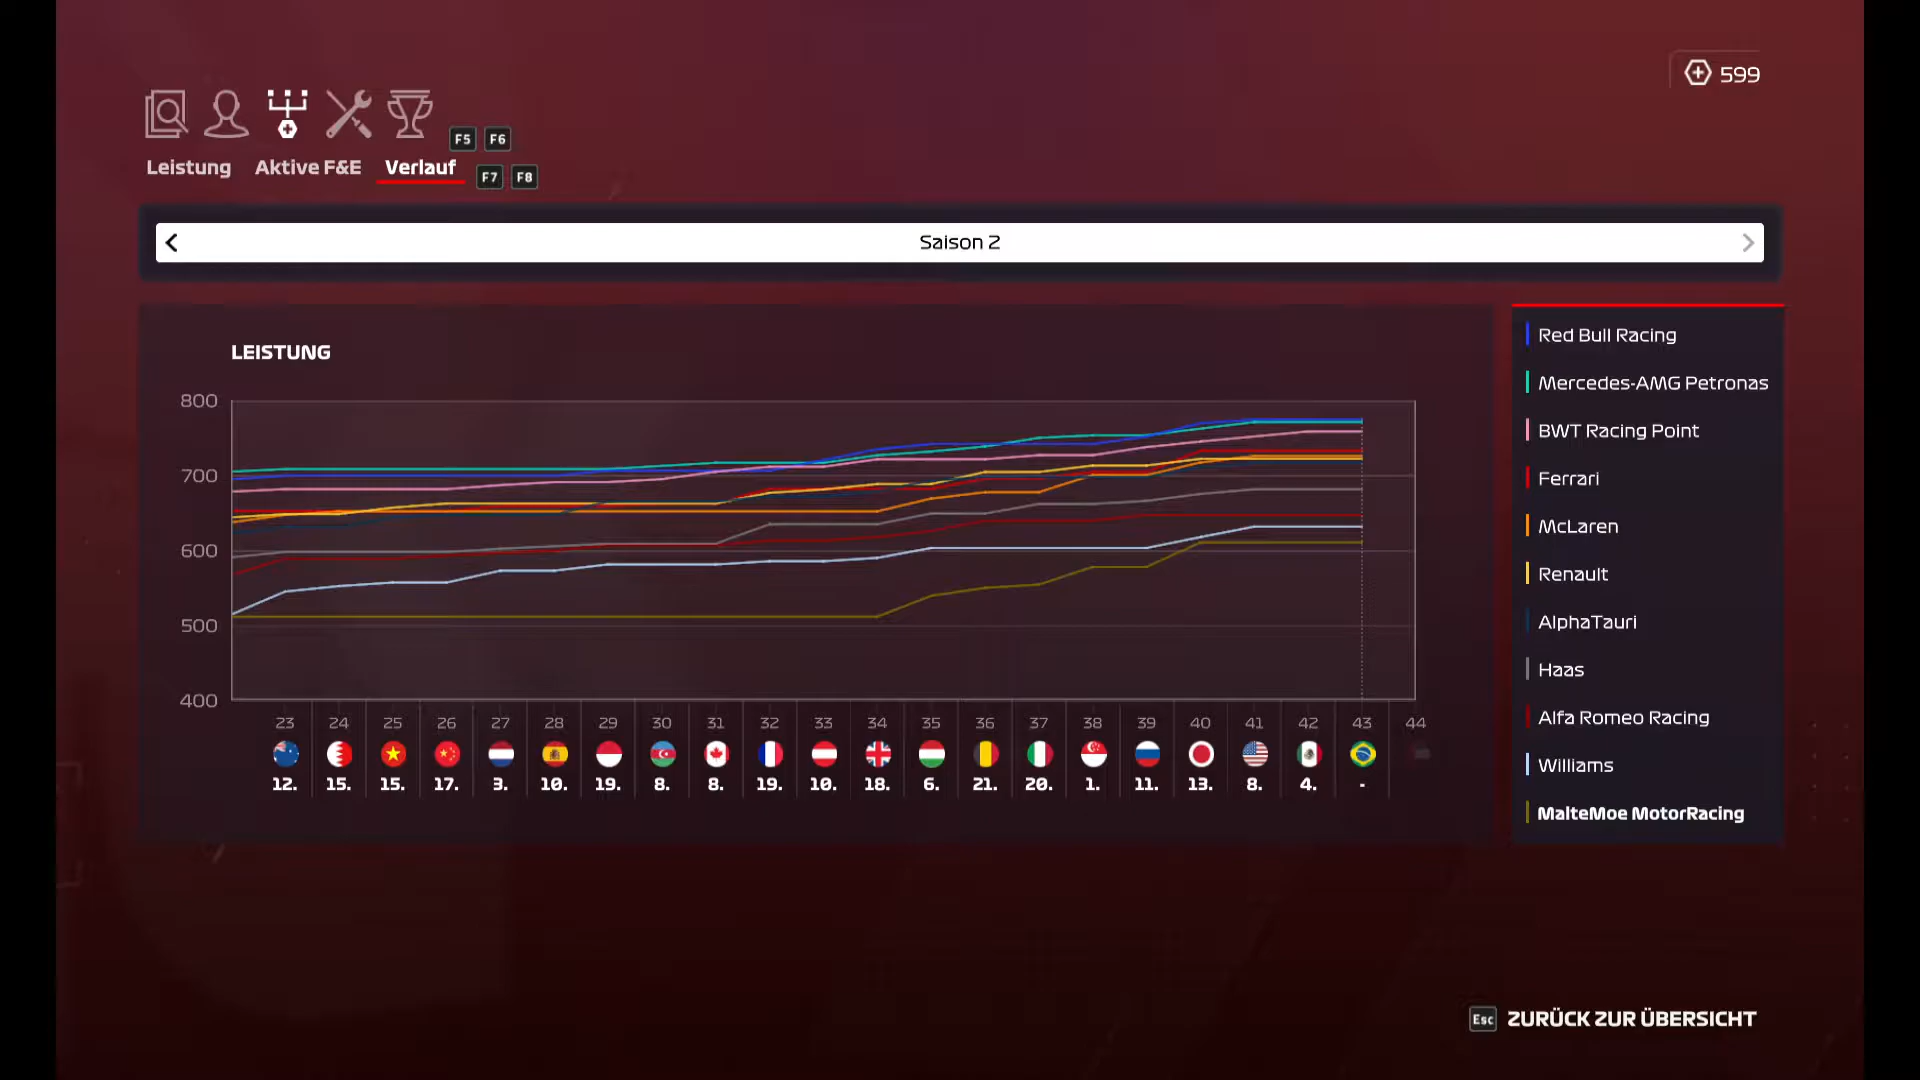 599
F5 F6
Leistung Aktive F&E Verlauf
F7 F8
Saison 2
LEISTUNG
800
700
600
500
400
23 24 25 26 27 28 29 30 31 32 33 34 35 36 37 38 39 40 41 42 43 44
12. 15. 15. 17. 3. 10. 19. 8. 8. 19. 10. 18. 6. 21. 20. 1. 11. 13. 8. 4. -
Red Bull Racing
Mercedes-AMG Petronas
BWT Racing Point
Ferrari
McLaren
Renault
AlphaTauri
Haas
Alfa Romeo Racing
Williams
MalteMoe MotorRacing
Esc ZURÜCK ZUR ÜBERSICHT